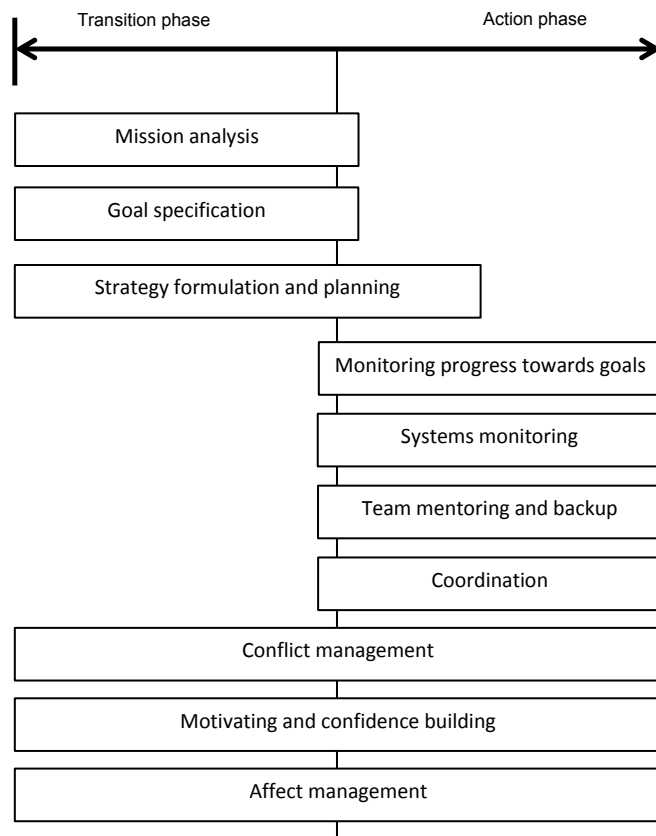 Transition phase
Action phase
Mission analysis
Goal specification
Strategy formulation and planning
Monitoring progress towards goals
Systems monitoring
Team mentoring and backup
Coordination
Conflict management
Motivating and confidence building
Affect management